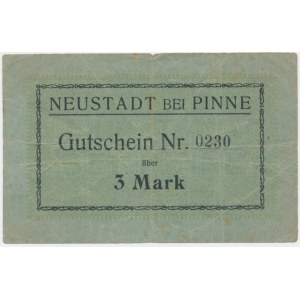 NEUSTADT BEI PINNE
Gutschein Nr. 0230
über
3 Mark